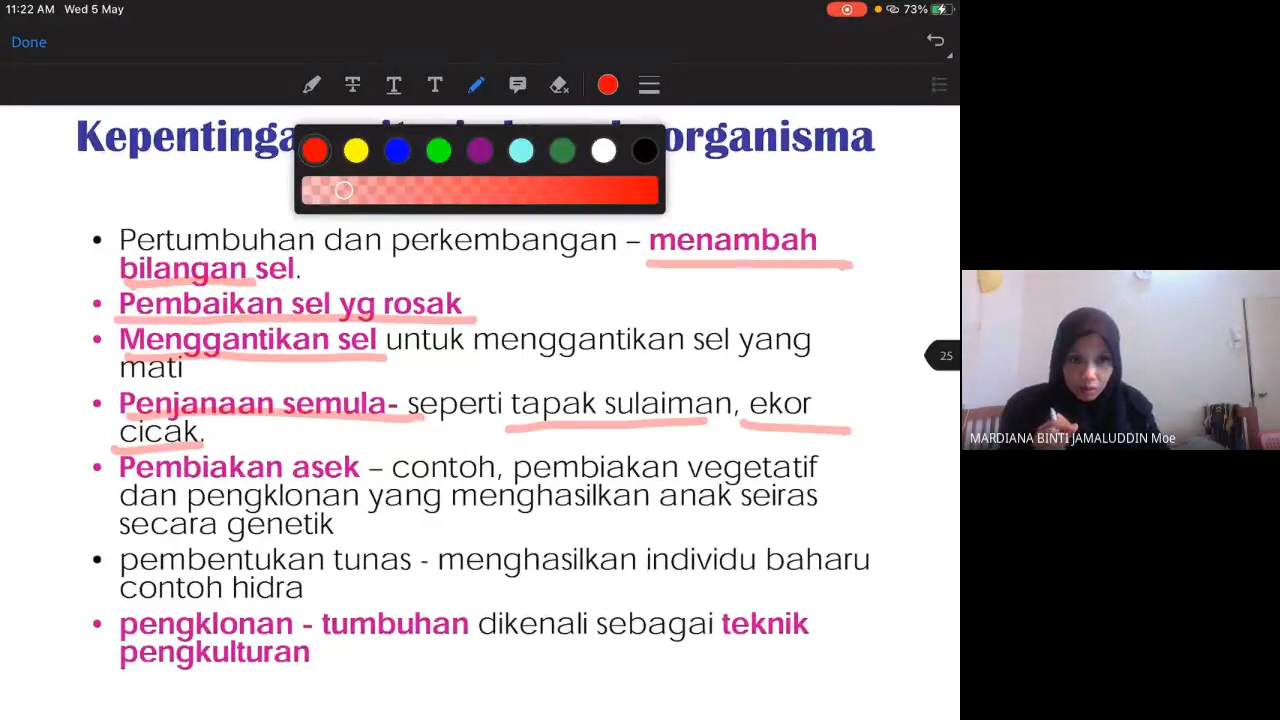 11:22 AM Wed 5 May
73%
Done
organisma
• Pertumbuhan dan perkembangan – menambah
bilangan sel.
• Pembaikan sel yg rosak
• Menggantikan sel untuk menggantikan sel yang
mati
• Penjanaan semula- seperti tapak sulaiman, ekor
cicak.
• Pembiakan asek – contoh, pembiakan vegetatif
dan pengklonan yang menghasilkan anak seiras
secara genetik
• pembentukan tunas - menghasilkan individu baharu
contoh hidra
• pengklonan - tumbuhan dikenali sebagai teknik
pengkulturan
25
MARDIANA BINTI JAMALUDDIN Moe